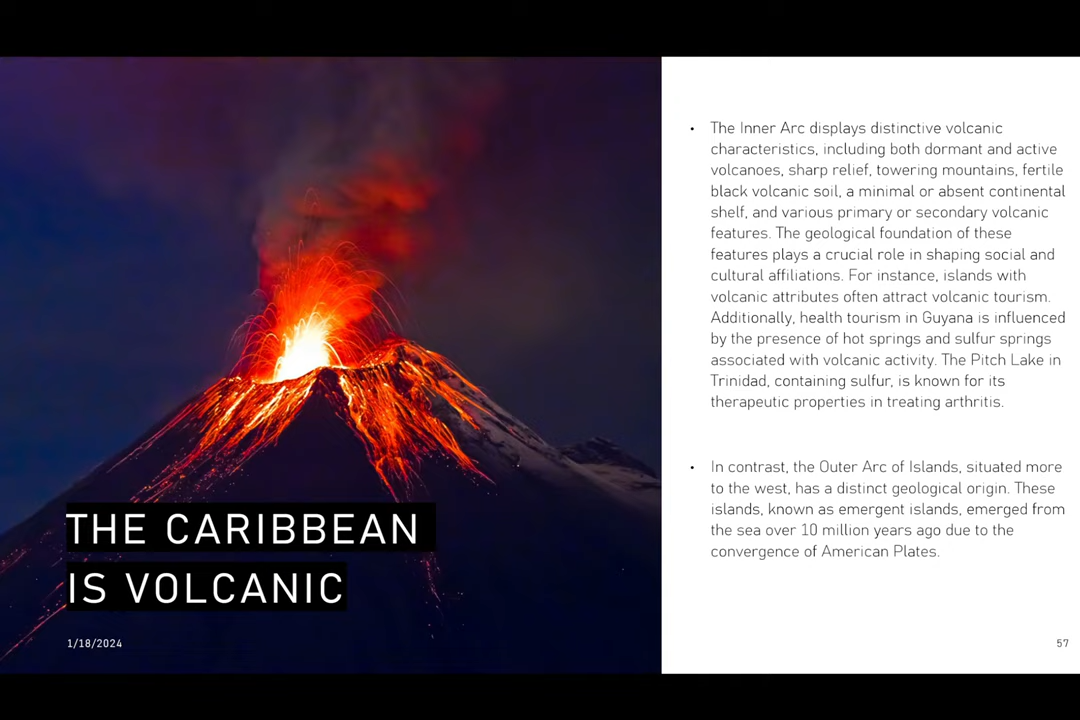 THE CARIBBEAN
IS VOLCANIC
1/18/2024
• The Inner Arc displays distinctive volcanic
characteristics, including both dormant and active
volcanoes, sharp relief, towering mountains, fertile
black volcanic soil, a minimal or absent continental
shelf, and various primary or secondary volcanic
features. The geological foundation of these
features plays a crucial role in shaping social and
cultural affiliations. For instance, islands with
volcanic attributes often attract volcanic tourism.
Additionally, health tourism in Guyana is influenced
by the presence of hot springs and sulfur springs
associated with volcanic activity. The Pitch Lake in
Trinidad, containing sulfur, is known for its
therapeutic properties in treating arthritis.
• In contrast, the Outer Arc of Islands, situated more
to the west, has a distinct geological origin. These
islands, known as emergent islands, emerged from
the sea over 10 million years ago due to the
convergence of American Plates.
57